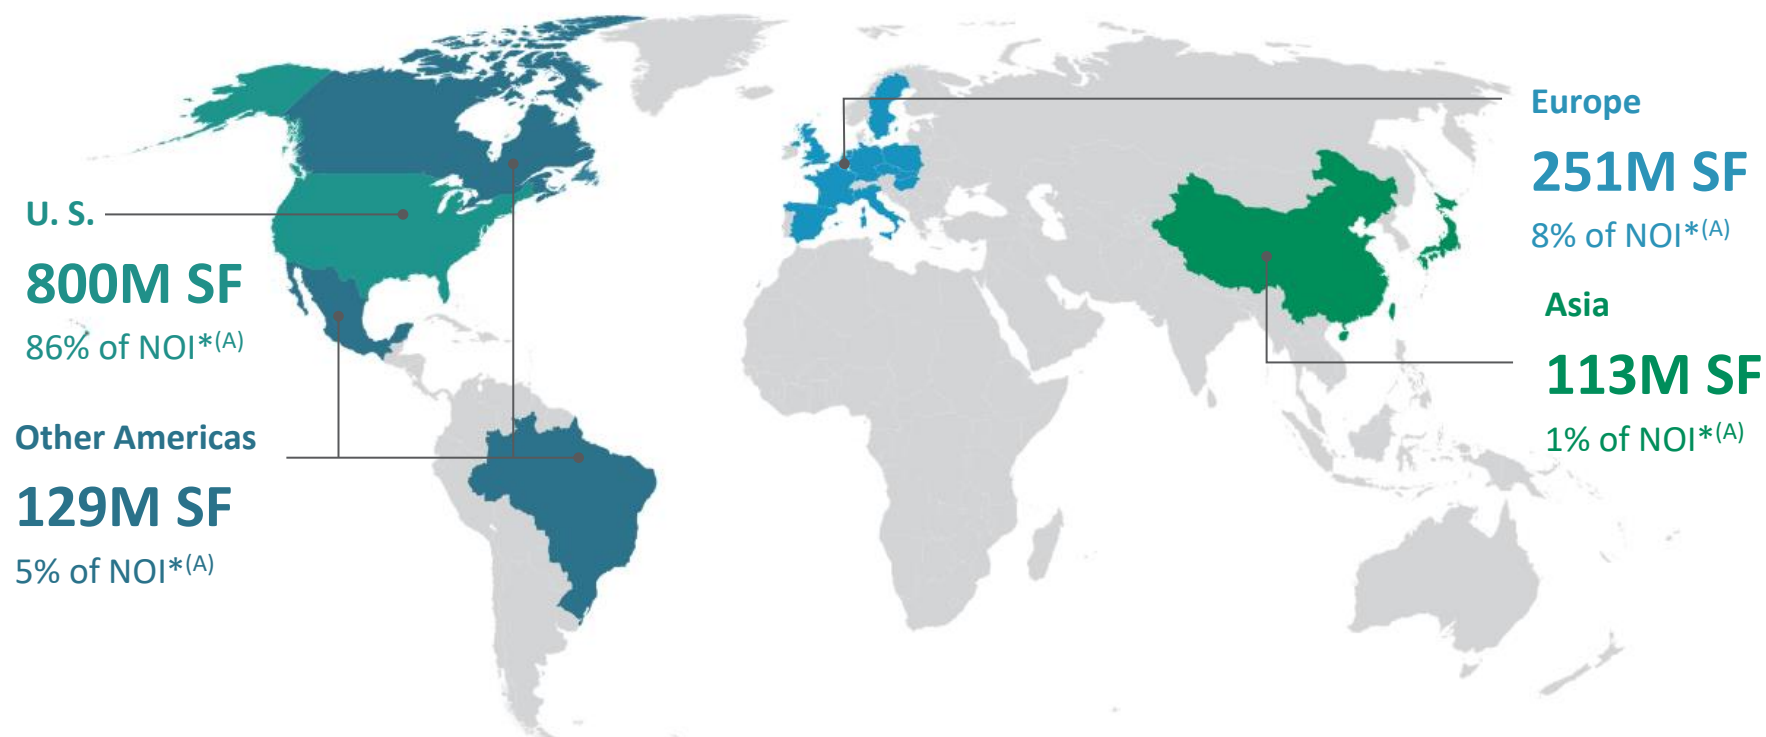 U. S.
800M SF
86% of NOI*(A)
Other Americas
129M SF
5% of NOI*(A)
Europe
251M SF
8% of NOI*(A)
Asia
113M SF
1% of NOI*(A)